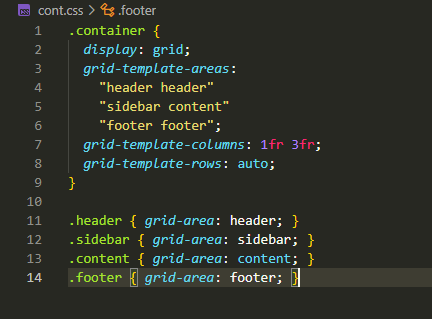 cont.css > .footer
1 .container {
2 display: grid;
3 grid-template-areas:
4 "header header"
5 "sidebar content"
6 "footer footer";
7 grid-template-columns: 1fr 3fr;
8 grid-template-rows: auto;
9 }
10
11 .header { grid-area: header; }
12 .sidebar { grid-area: sidebar; }
13 .content { grid-area: content; }
14 .footer { grid-area: footer; }